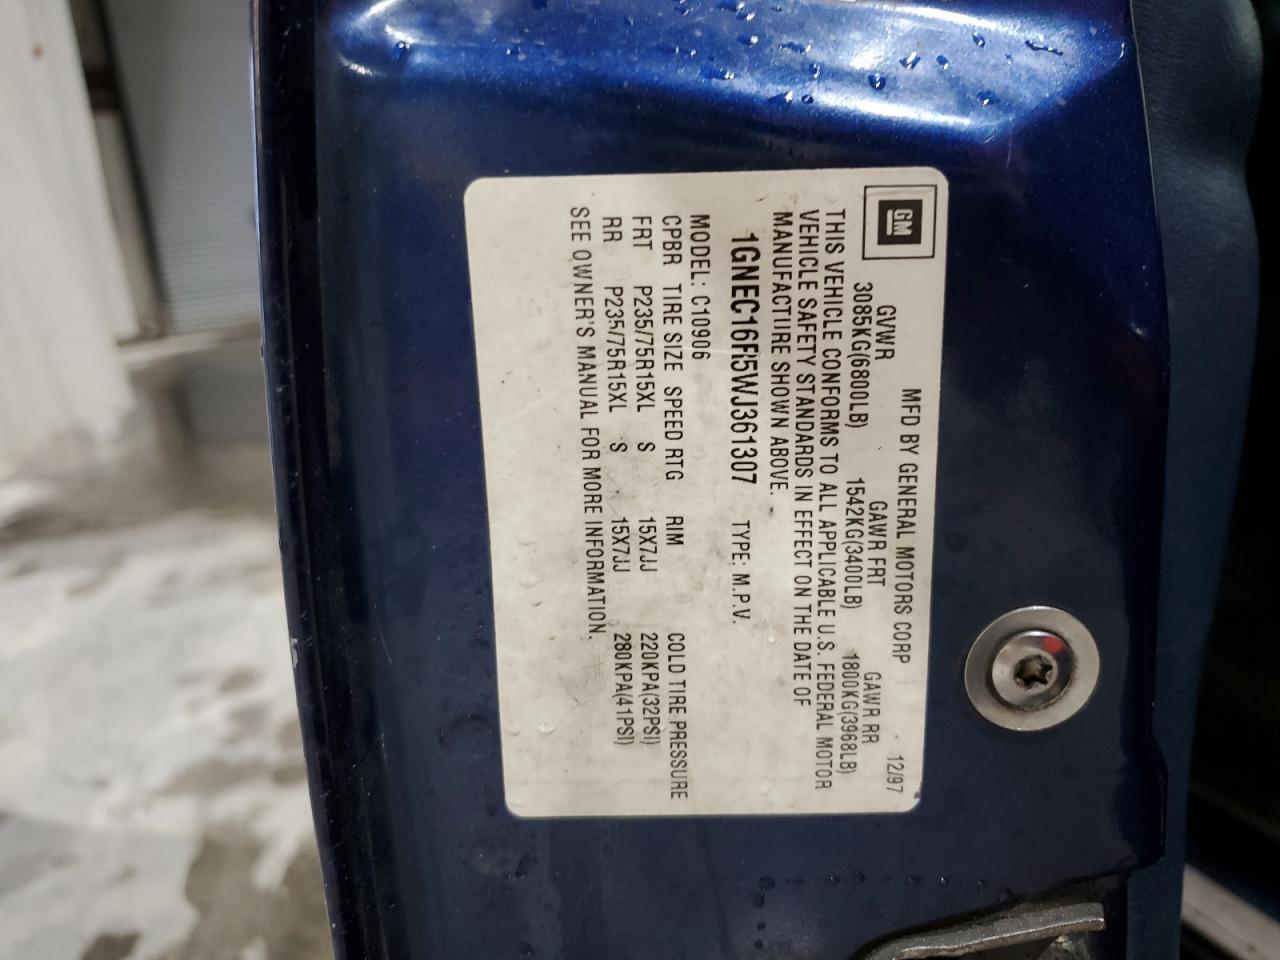 GM
MFD BY GENERAL MOTORS CORP 12/97
GVWR GAWR FRT GAWR RR
3085KG(6800LB) 1542KG(3400LB) 1800KG(3968LB)
THIS VEHICLE CONFORMS TO ALL APPLICABLE U.S. FEDERAL MOTOR
VEHICLE SAFETY STANDARDS IN EFFECT ON THE DATE OF
MANUFACTURE SHOWN ABOVE.
1GNEC16R5WJ361307 TYPE: M.P.V.
MODEL: C10906
CPBR TIRE SIZE SPEED RTG RIM COLD TIRE PRESSURE
FRT P235/75R15XL S 15X7JJ 220KPA(32PSI)
RR P235/75R15XL S 15X7JJ 280KPA(41PSI)
SEE OWNER'S MANUAL FOR MORE INFORMATION.